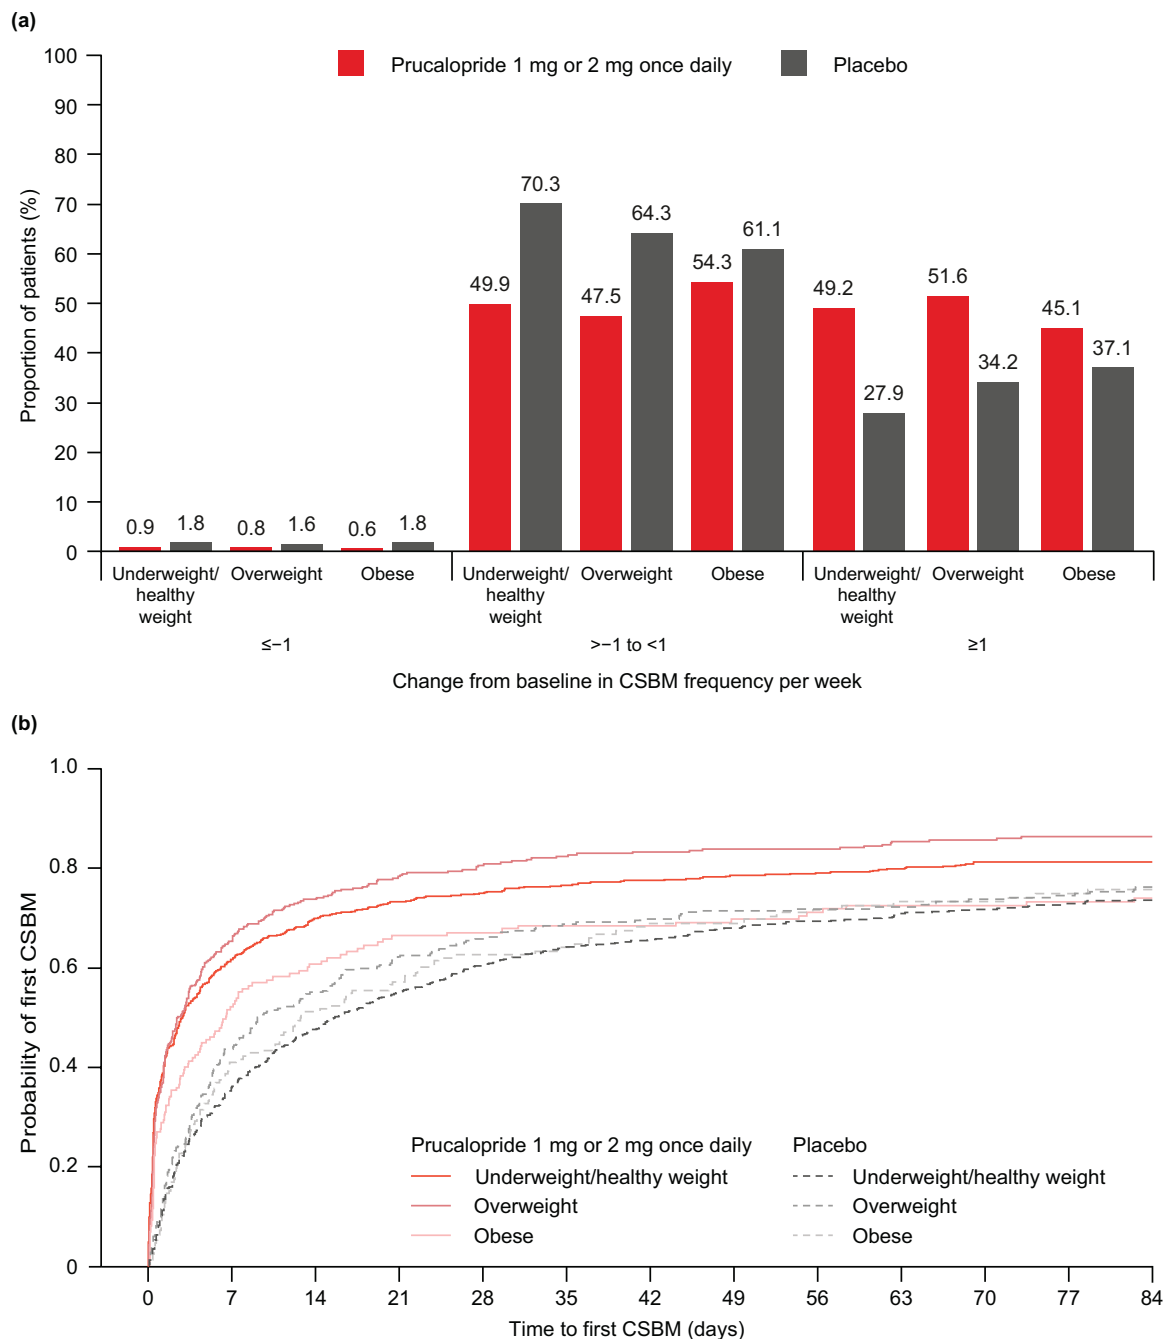 (a)
Prucalopride 1 mg or 2 mg once daily
Placebo
Proportion of patients (%)
100
90
80
70
60
50
40
30
20
10
0
0.9
1.8
0.8
1.6
0.6
1.8
49.9
70.3
47.5
64.3
54.3
61.1
49.2
27.9
51.6
34.2
45.1
37.1
Underweight/
healthy
weight
Overweight
Obese
Underweight/
healthy
weight
Overweight
Obese
Underweight/
healthy
weight
Overweight
Obese
≤−1
>−1 to <1
≥1
Change from baseline in CSBM frequency per week
(b)
Probability of first CSBM
1.0
0.8
0.6
0.4
0.2
0
Prucalopride 1 mg or 2 mg once daily
Underweight/healthy weight
Overweight
Obese
Placebo
Underweight/healthy weight
Overweight
Obese
0 7 14 21 28 35 42 49 56 63 70 77 84
Time to first CSBM (days)